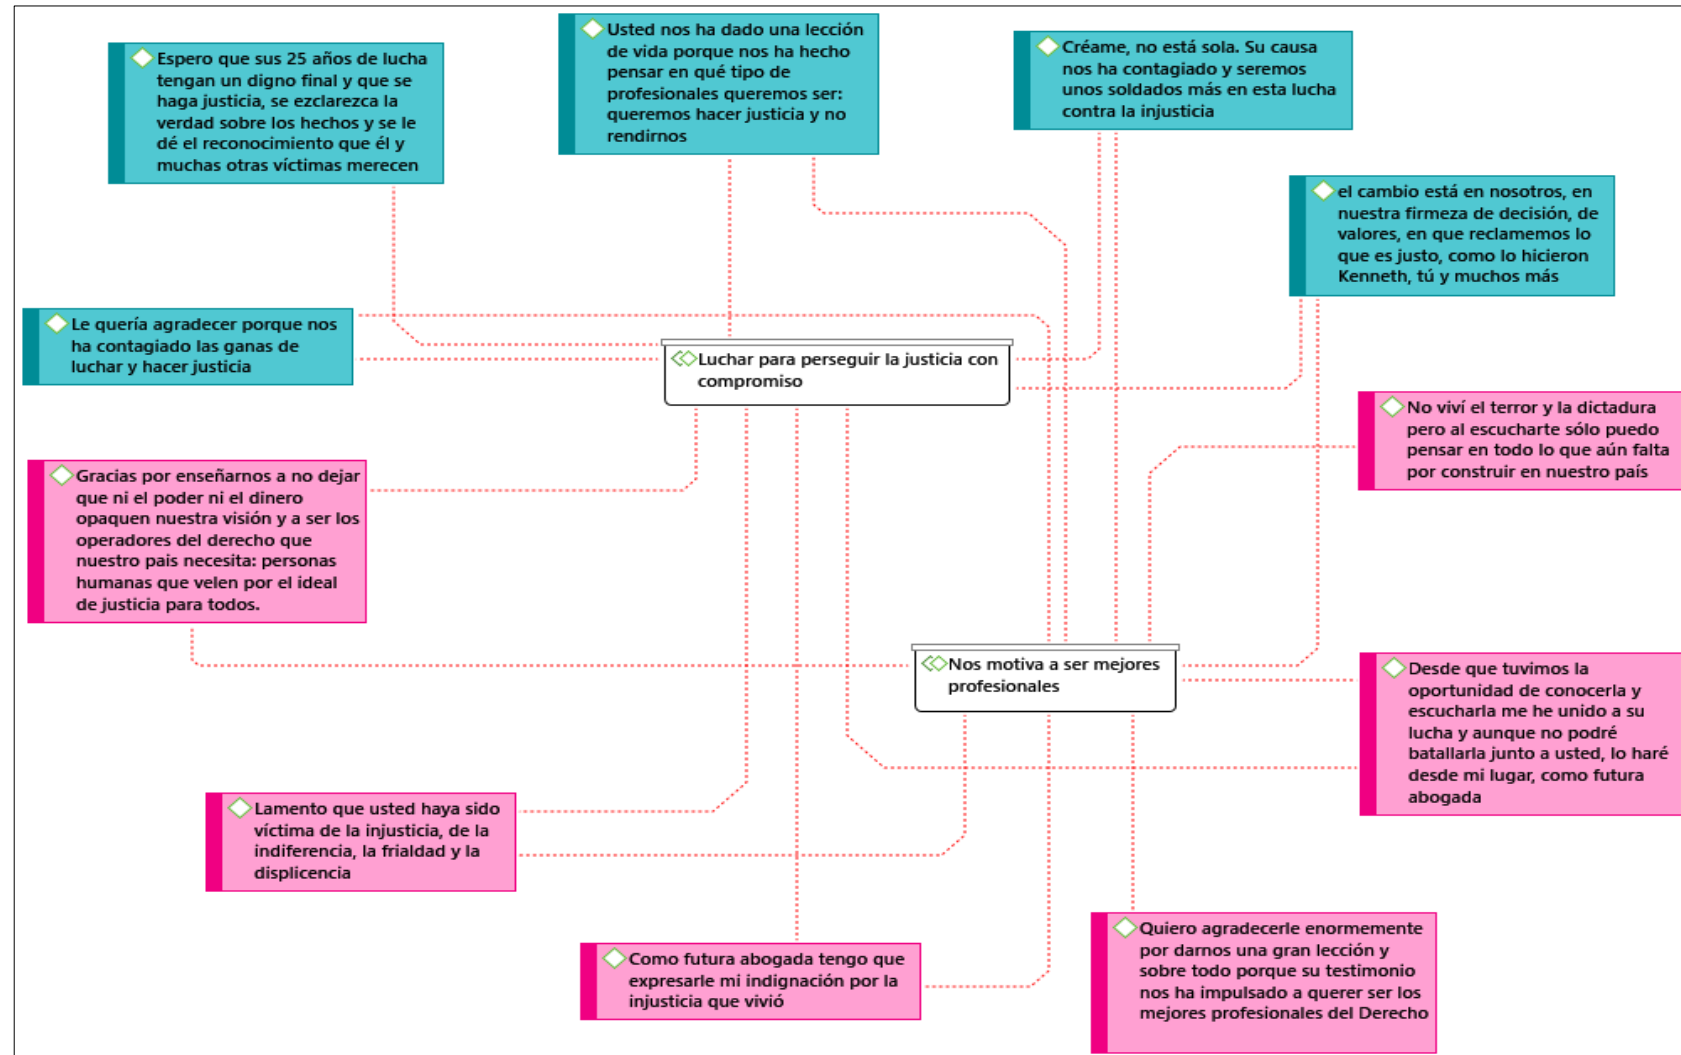 Espero que sus 25 años de lucha
tengan un digno final y que se
haga justicia, se ezclarezca la
verdad sobre los hechos y se le
dé el reconocimiento que él y
muchas otras víctimas merecen
Usted nos ha dado una lección
de vida porque nos ha hecho
pensar en qué tipo de
profesionales queremos ser:
queremos hacer justicia y no
rendirnos
Créame, no está sola. Su causa
nos ha contagiado y seremos
unos soldados más en esta lucha
contra la injusticia
el cambio está en nosotros, en
nuestra firmeza de decisión, de
valores, en que reclamemos lo
que es justo, como lo hicieron
Kenneth, tú y muchos más
Le quería agradecer porque nos
ha contagiado las ganas de
luchar y hacer justicia
Luchar para perseguir la justicia con
compromiso
No viví el terror y la dictadura
pero al escucharte sólo puedo
pensar en todo lo que aún falta
por construir en nuestro país
Gracias por enseñarnos a no dejar
que ni el poder ni el dinero
opaquen nuestra visión y a ser los
operadores del derecho que
nuestro pais necesita: personas
humanas que velen por el ideal
de justicia para todos.
Nos motiva a ser mejores
profesionales
Desde que tuvimos la
oportunidad de conocerla y
escucharla me he unido a su
lucha y aunque no podré
batallarla junto a usted, lo haré
desde mi lugar, como futura
abogada
Lamento que usted haya sido
víctima de la injusticia, de la
indiferencia, la frialdad y la
displicencia
Como futura abogada tengo que
expresarle mi indignación por la
injusticia que vivió
Quiero agradecerle enormemente
por darnos una gran lección y
sobre todo porque su testimonio
nos ha impulsado a querer ser los
mejores profesionales del Derecho